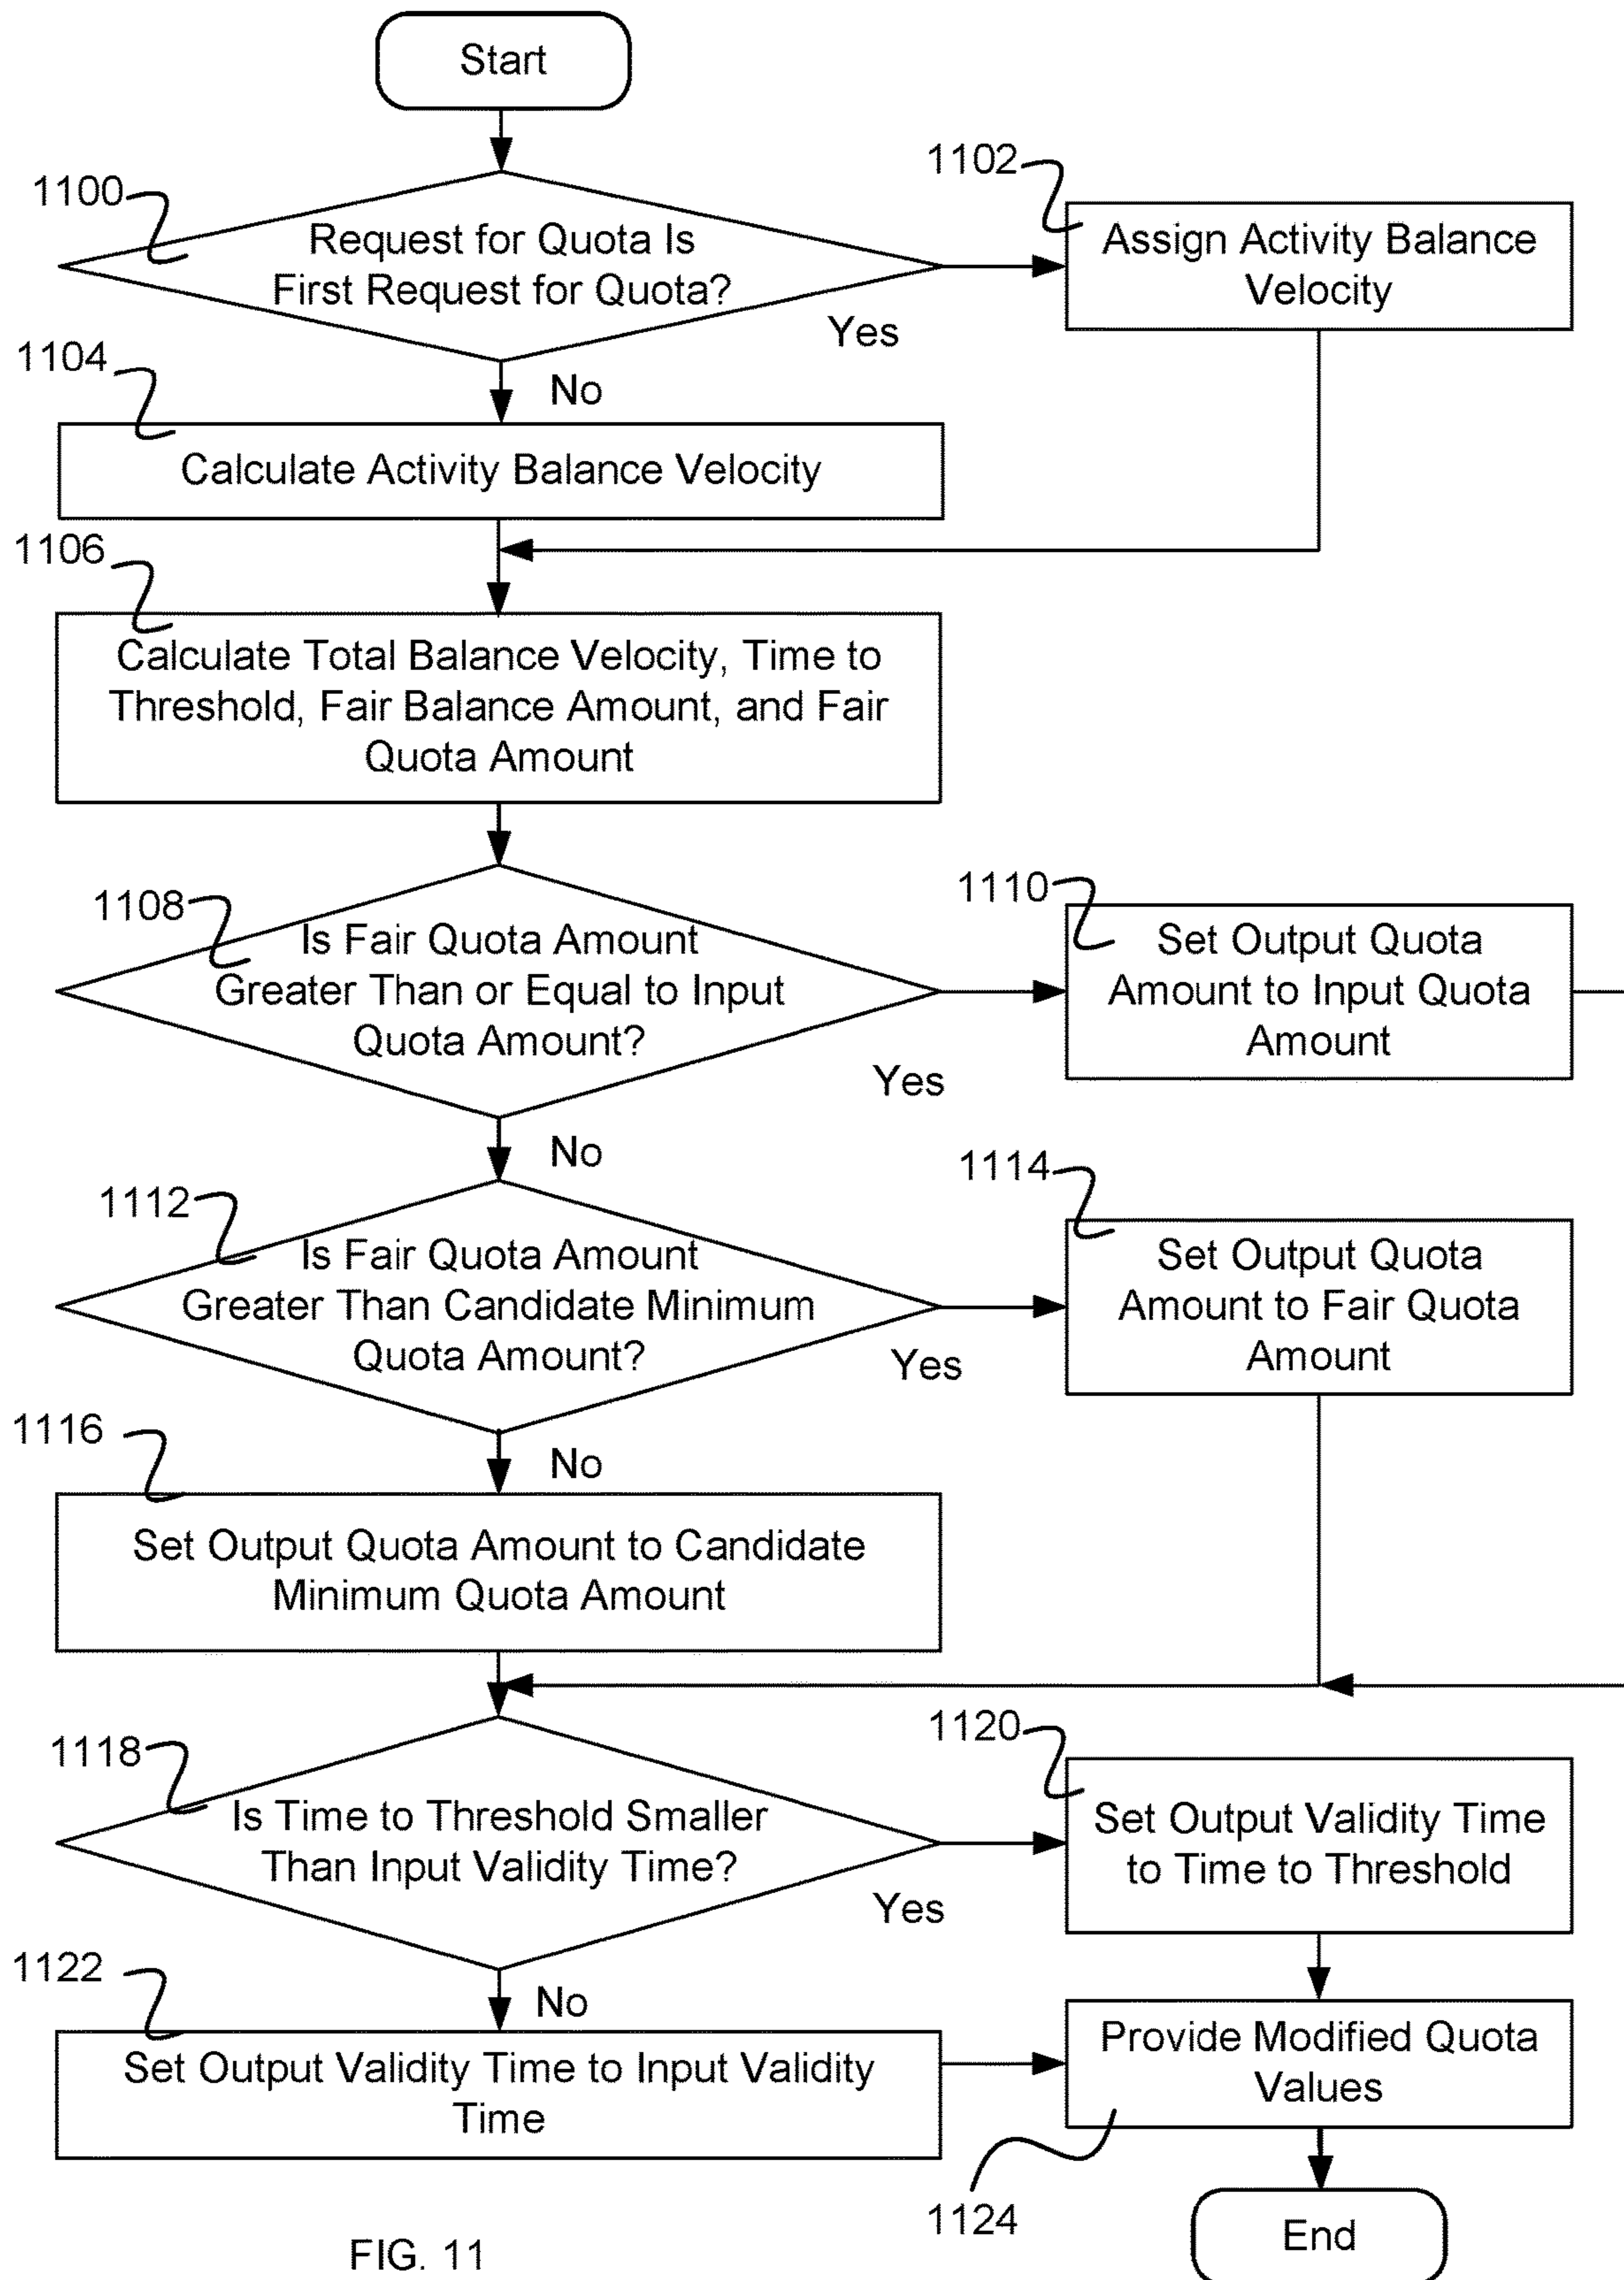 Start
1100
Request for Quota Is
First Request for Quota?
Yes
No
1102
Assign Activity Balance
Velocity
1104
Calculate Activity Balance Velocity
1106
Calculate Total Balance Velocity, Time to
Threshold, Fair Balance Amount, and Fair
Quota Amount
1108
Is Fair Quota Amount
Greater Than or Equal to Input
Quota Amount?
Yes
No
1110
Set Output Quota
Amount to Input Quota
Amount
1112
Is Fair Quota Amount
Greater Than Candidate Minimum
Quota Amount?
Yes
No
1114
Set Output Quota
Amount to Fair Quota
Amount
1116
Set Output Quota Amount to Candidate
Minimum Quota Amount
1118
Is Time to Threshold Smaller
Than Input Validity Time?
Yes
No
1120
Set Output Validity Time
to Time to Threshold
1122
Set Output Validity Time to Input Validity
Time
Provide Modified Quota
Values
1124
End
FIG. 11